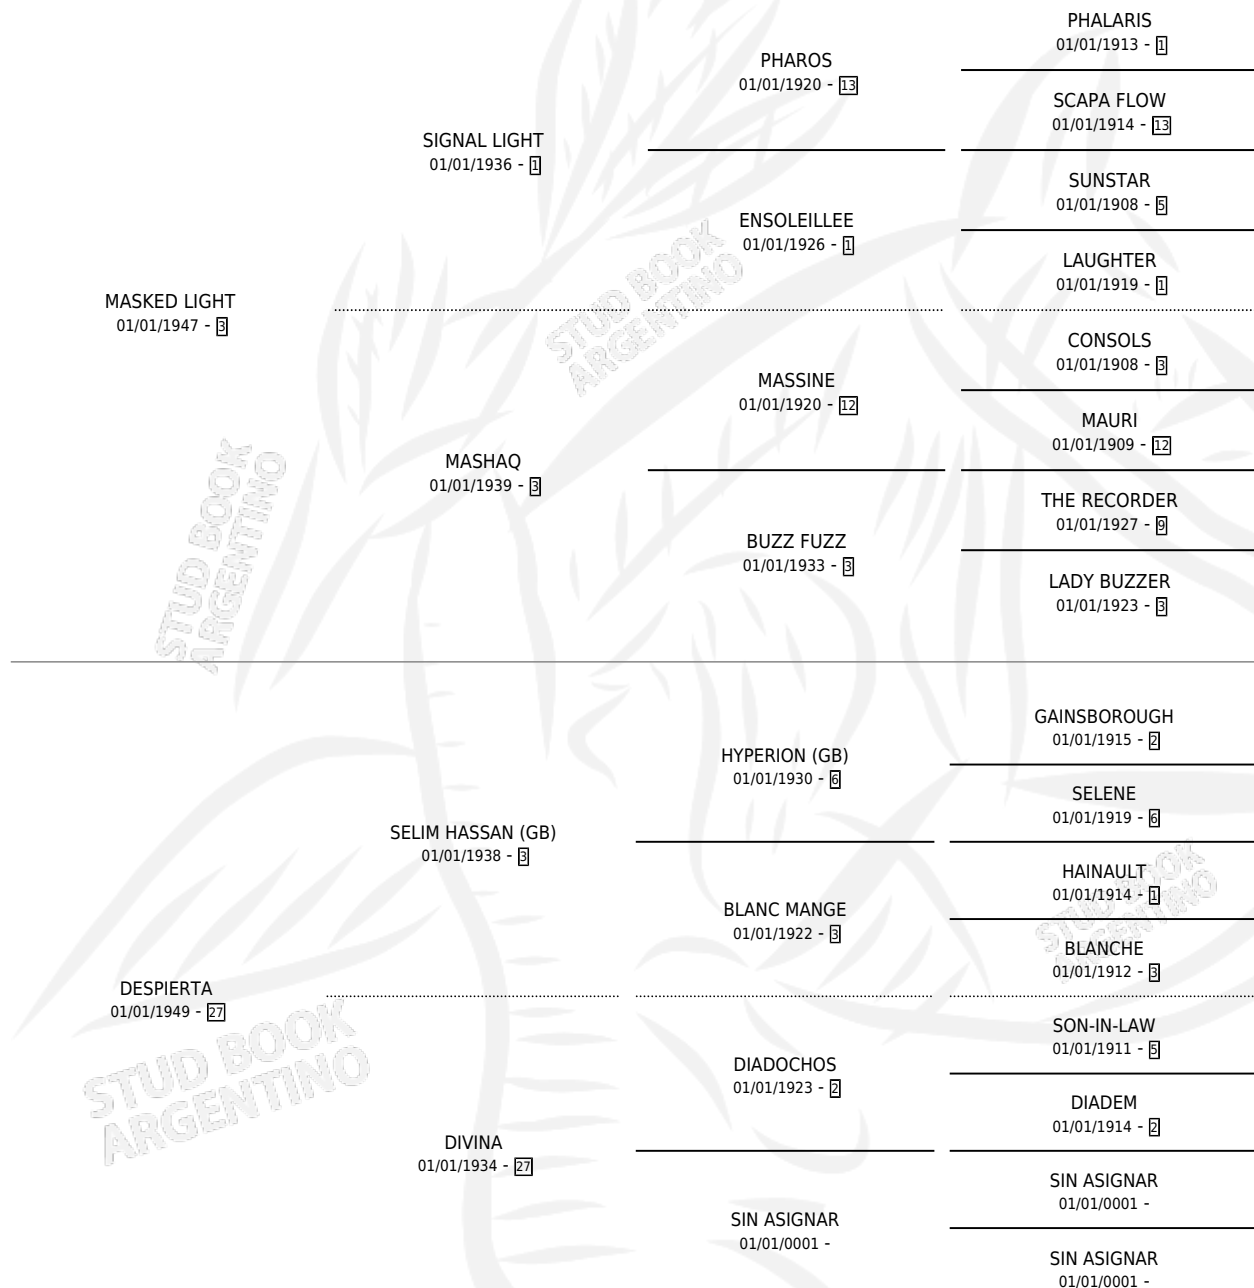 PHALARIS
01/01/1913 - 1
PHAROS
01/01/1920 - 13
SCAPA FLOW
01/01/1914 - 13
SIGNAL LIGHT
01/01/1936 - 1
SUNSTAR
01/01/1908 - 5
ENSOLEILLEE
01/01/1926 - 1
LAUGHTER
01/01/1919 - 1
MASKED LIGHT
01/01/1947 - 3
CONSOLS
01/01/1908 - 3
MASSINE
01/01/1920 - 12
MAURI
01/01/1909 - 12
MASHAQ
01/01/1939 - 3
THE RECORDER
01/01/1927 - 9
BUZZ FUZZ
01/01/1933 - 3
LADY BUZZER
01/01/1923 - 3
GAINSBOROUGH
01/01/1915 - 2
HYPERION (GB)
01/01/1930 - 6
SELENE
01/01/1919 - 6
SELIM HASSAN (GB)
01/01/1938 - 3
HAINAULT
01/01/1914 - 1
BLANC MANGE
01/01/1922 - 3
BLANCHE
01/01/1912 - 3
DESPIERTA
01/01/1949 - 27
SON-IN-LAW
01/01/1911 - 5
DIADOCHOS
01/01/1923 - 2
DIADEM
01/01/1914 - 2
DIVINA
01/01/1934 - 27
SIN ASIGNAR
01/01/0001 -
SIN ASIGNAR
01/01/0001 -
SIN ASIGNAR
01/01/0001 -
STUD BOOK
ARGENTINO
STUD BOOK
ARGENTINO
STUD BOOK
ARGENTINO
STUD BOOK
ARGENTINO